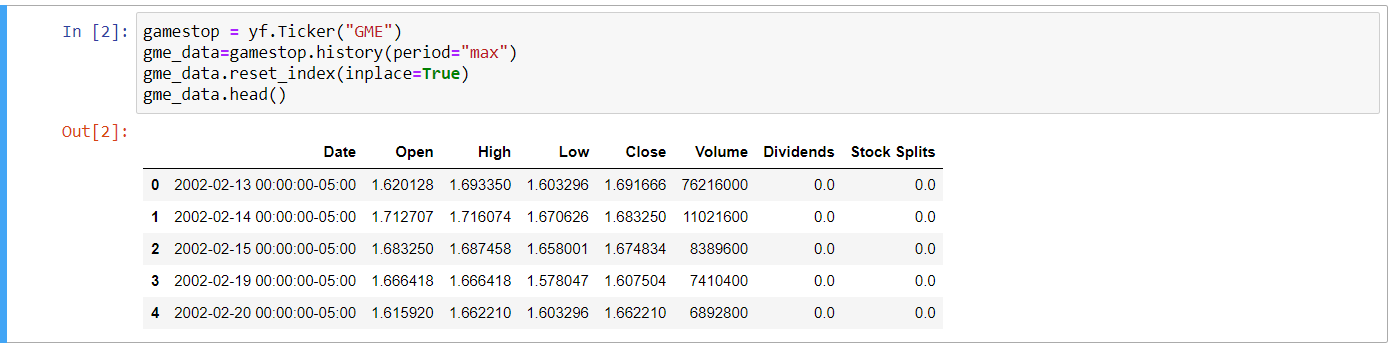 In [2]: gamestop = yf.Ticker("GME")
gme_data=gamestop.history(period="max")
gme_data.reset_index(inplace=True)
gme_data.head()
Out[2]:
Date Open High Low Close Volume Dividends Stock Splits
0 2002-02-13 00:00:00-05:00 1.620128 1.693350 1.603296 1.691666 76216000 0.0 0.0
1 2002-02-14 00:00:00-05:00 1.712707 1.716074 1.670626 1.683250 11021600 0.0 0.0
2 2002-02-15 00:00:00-05:00 1.683250 1.687458 1.658001 1.674834 8389600 0.0 0.0
3 2002-02-19 00:00:00-05:00 1.666418 1.666418 1.578047 1.607504 7410400 0.0 0.0
4 2002-02-20 00:00:00-05:00 1.615920 1.662210 1.603296 1.662210 6892800 0.0 0.0